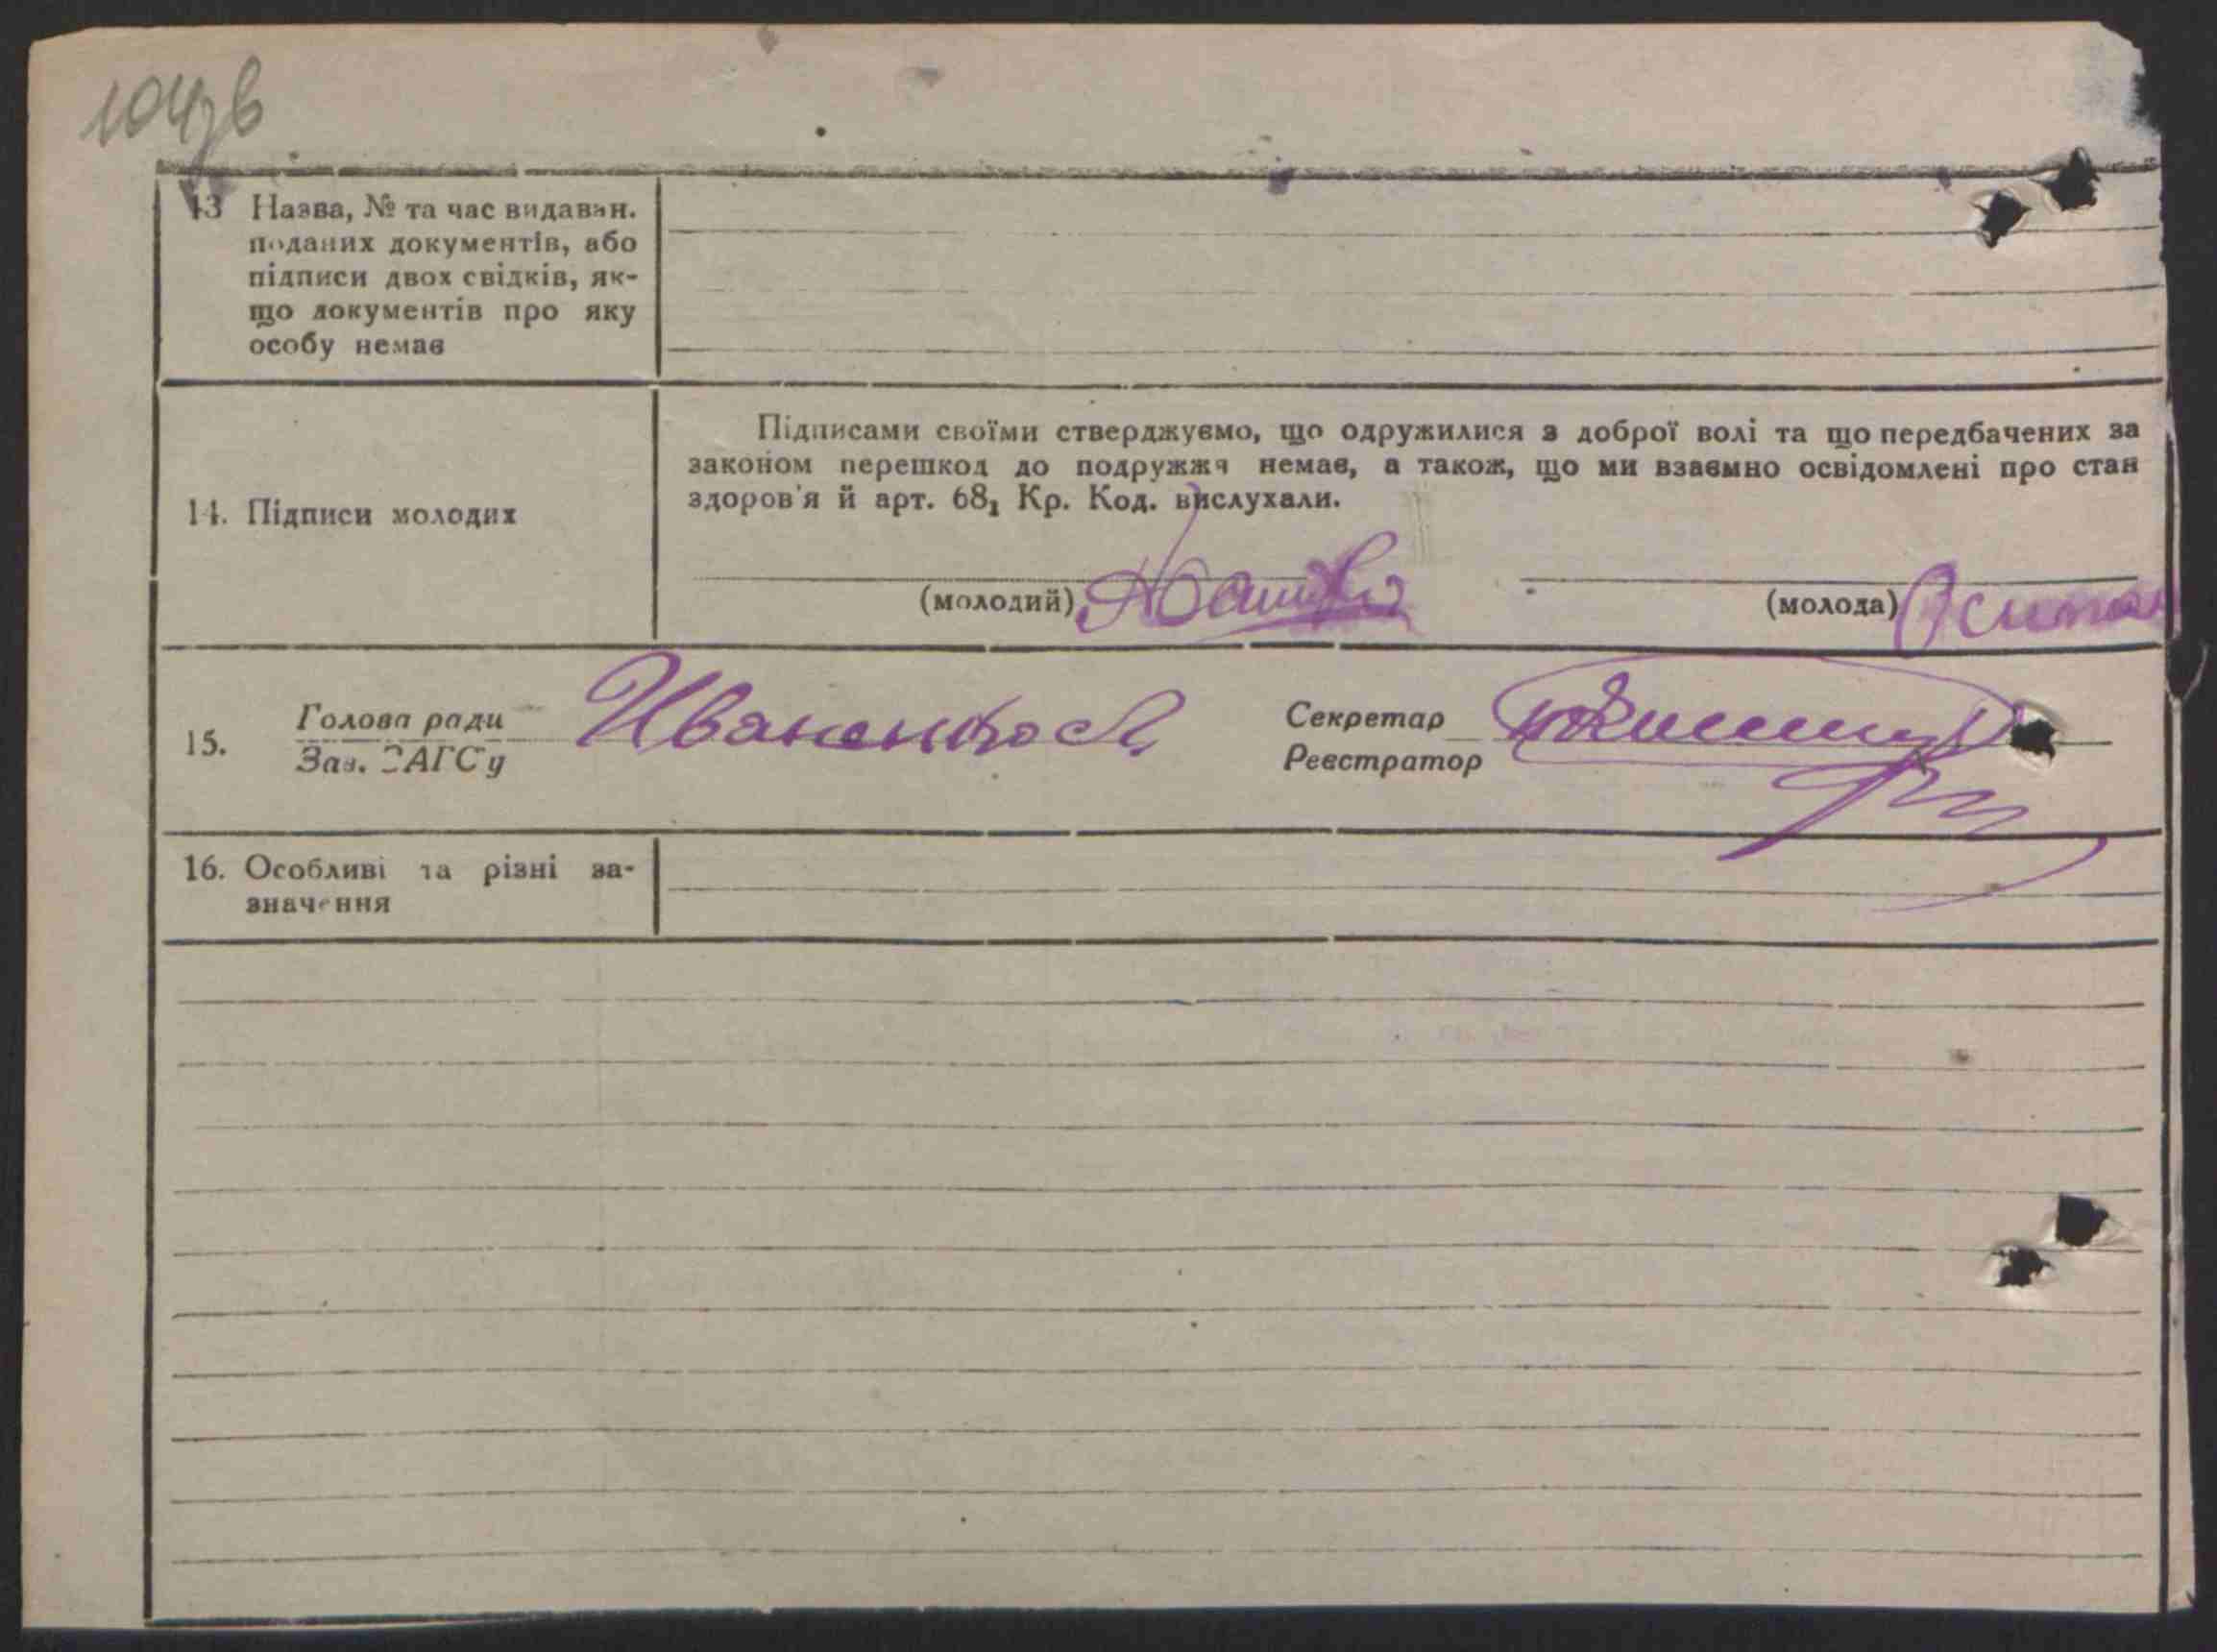 104зв
13 Назва, № та час видаван.
поданих документів, або
підписи двох свідків, як-
що документів про яку
особу немає
14. Підписи молодих
Підписами своїми стверджуємо, що одружилися з доброї волі та що передбачених за
законом перешкод до подружжя немає, а також, що ми взаємно освідомлені про стан
здоров'я й арт. 68₁ Кр. Код. вислухали.
(молодий)
(молода)
15. Голова ради Иваненко
Зав. ЗАГСу
Секретар
Реєстратор
16. Особливі та різні за-
значення